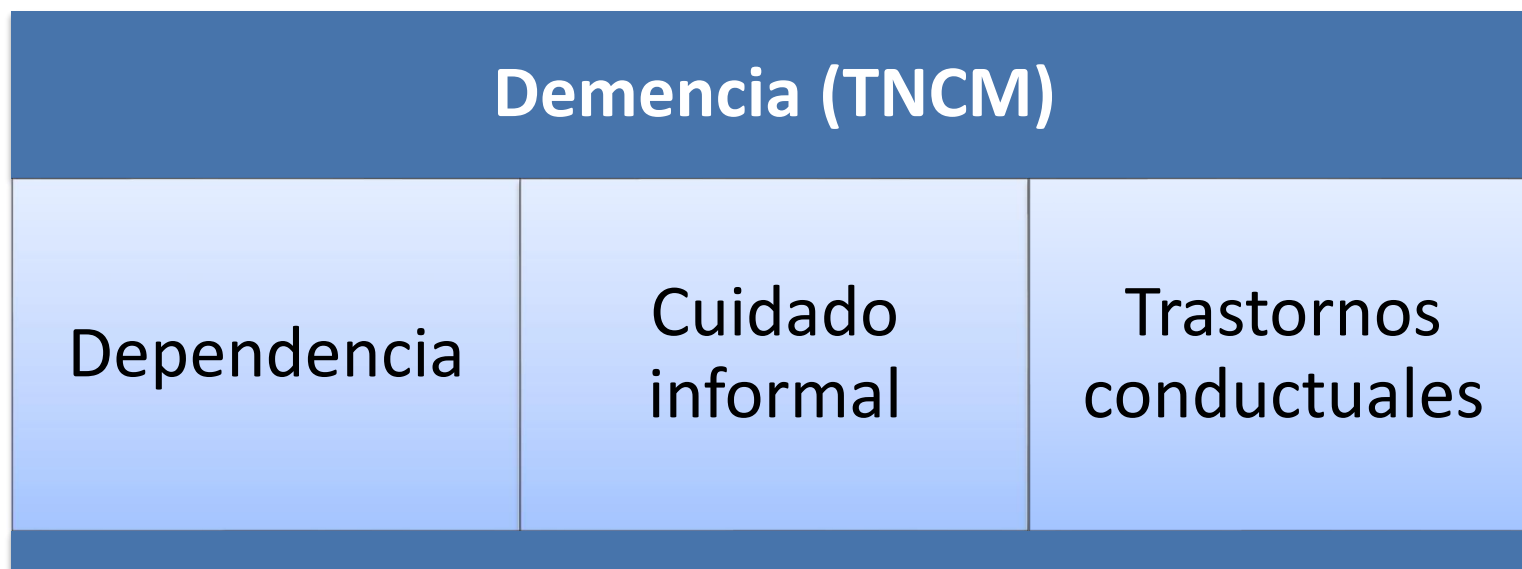 Demencia (TNCM)
Dependencia
Cuidado
informal
Trastornos
conductuales